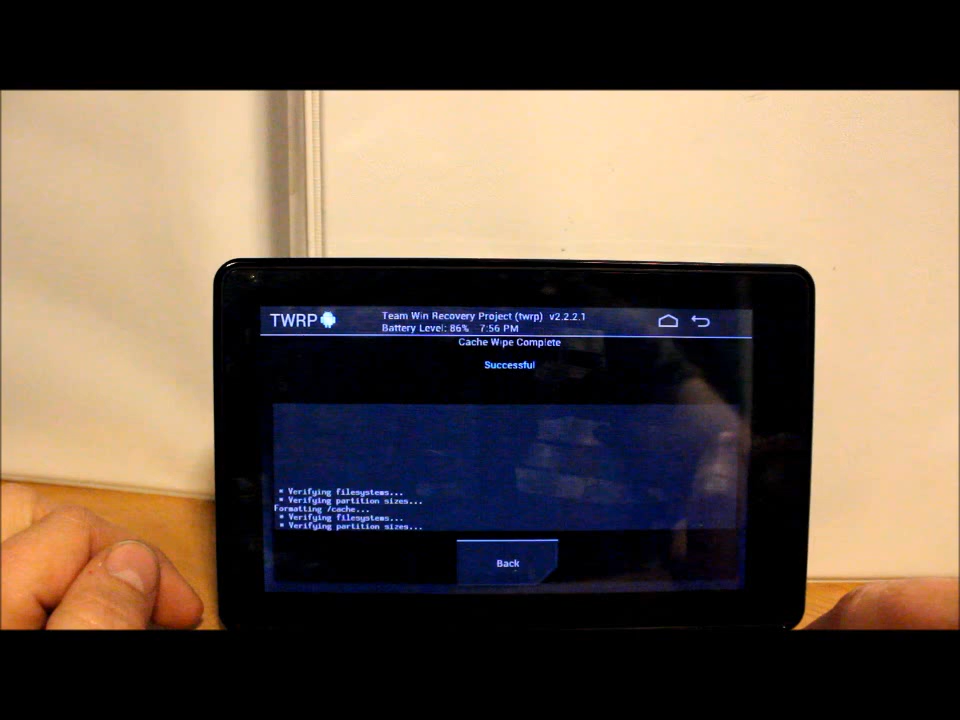 TWRP
Team Win Recovery Project (twrp) v2.2.2.1
Battery Level: 86% 7:56 PM
Cache Wipe Complete
Successful
* Verifying filesystems...
* Verifying partition sizes...
Formatting /cache...
* Verifying filesystems...
* Verifying partition sizes...
Back